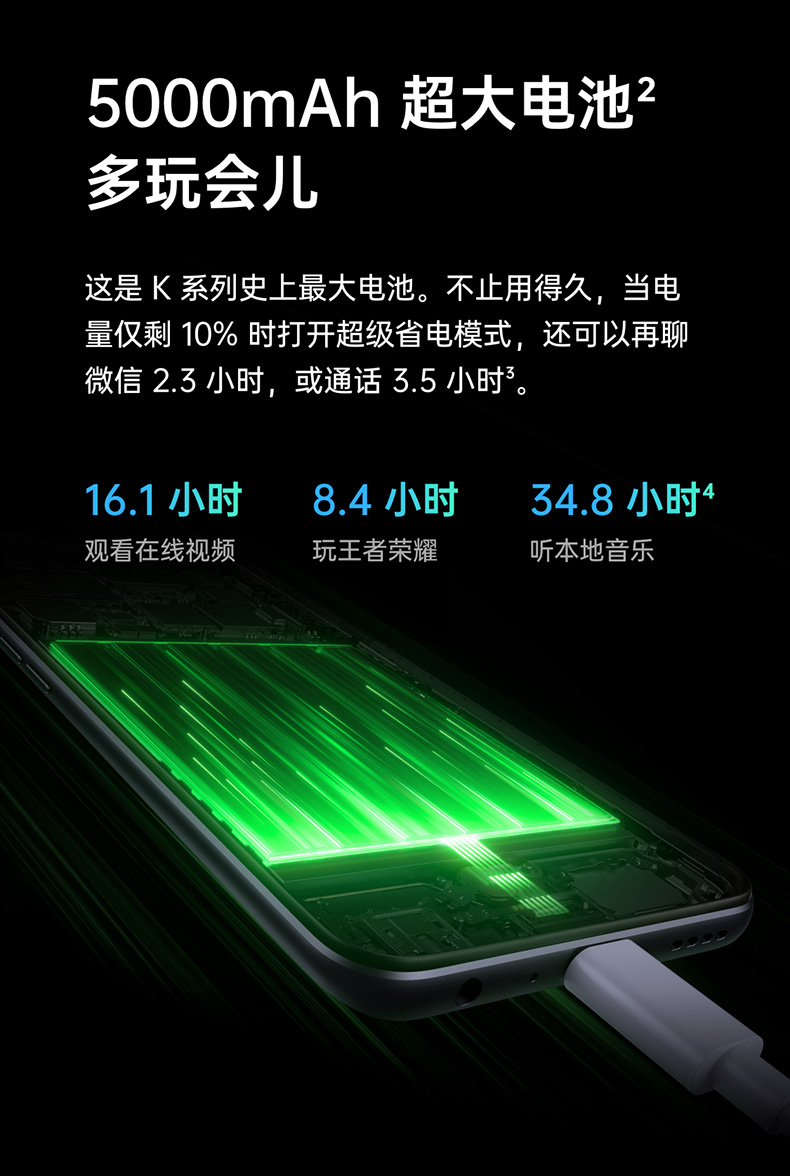 5000mAh 超大电池²
多玩会儿
这是 K 系列史上最大电池。不止用得久，当电
量仅剩 10% 时打开超级省电模式，还可以再聊
微信 2.3 小时，或通话 3.5 小时³。
16.1 小时 8.4 小时 34.8 小时⁴
观看在线视频 玩王者荣耀 听本地音乐